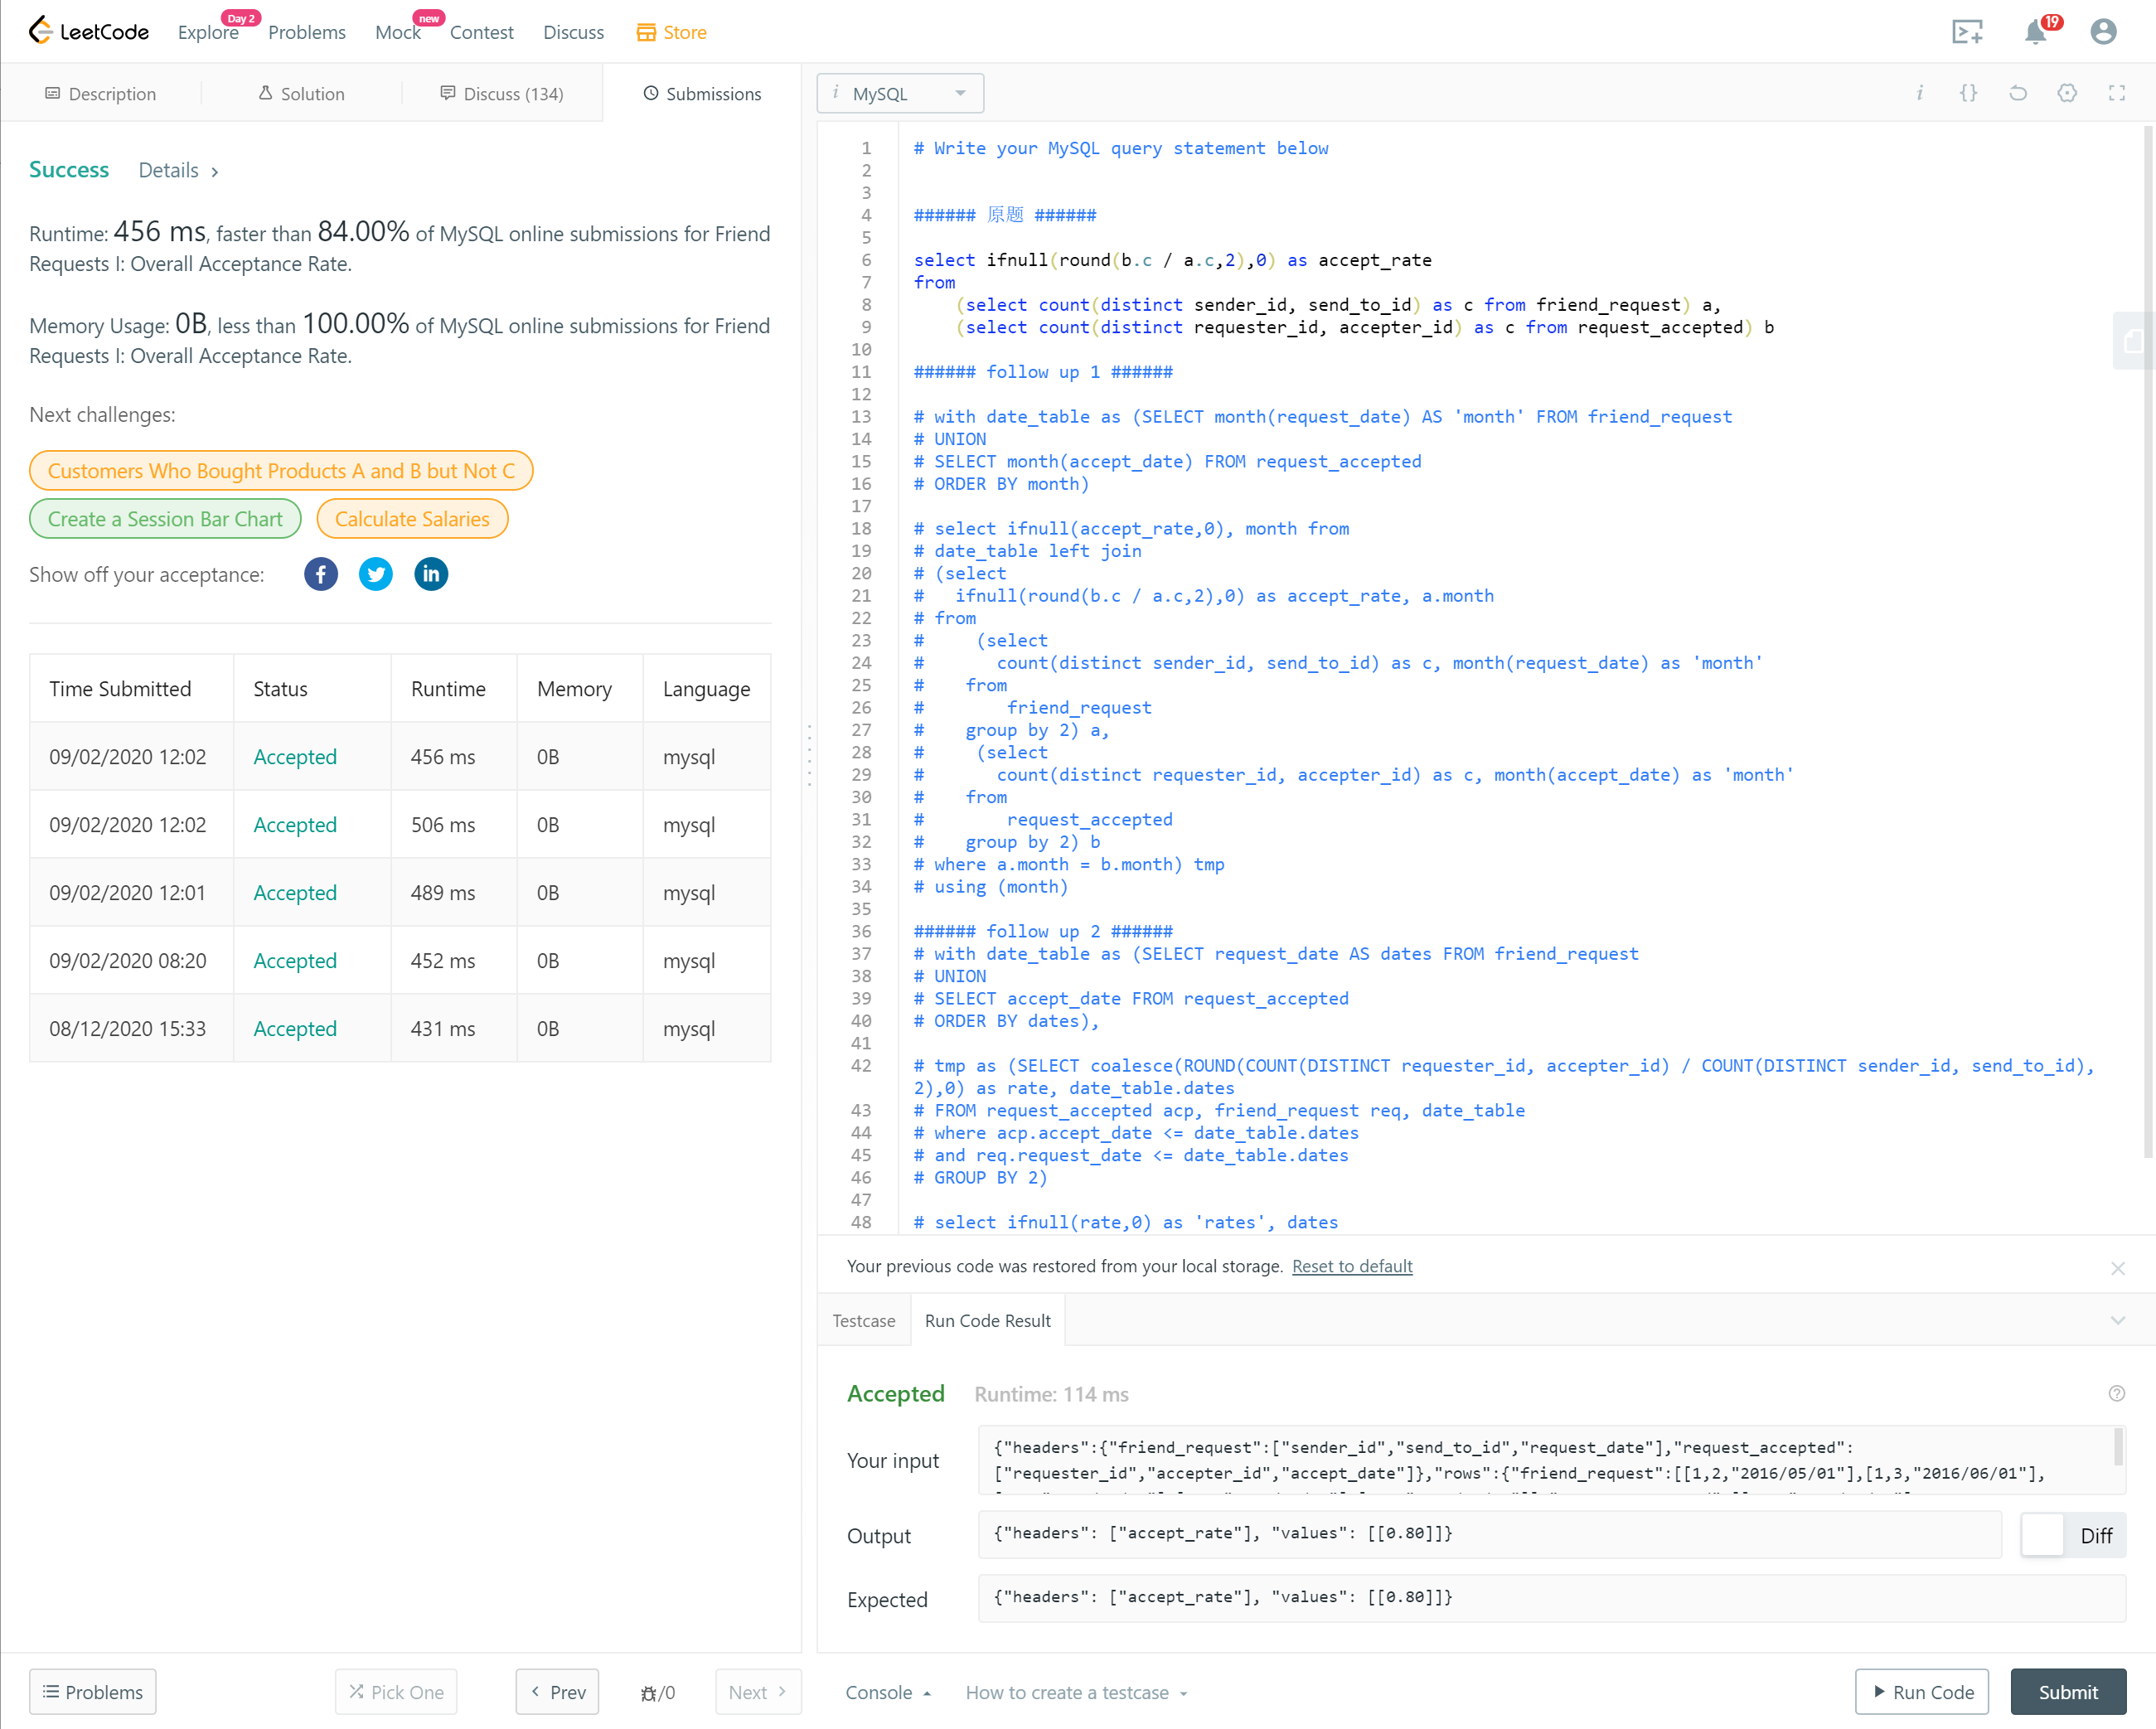 LeetCode
Explore
Day 2
Problems
Mock
new
Contest
Discuss
Store
19
Description
Solution
Discuss (134)
Submissions
i MySQL
Success
Details
Runtime: 456 ms, faster than 84.00% of MySQL online submissions for Friend
Requests I: Overall Acceptance Rate.
Memory Usage: 0B, less than 100.00% of MySQL online submissions for Friend
Requests I: Overall Acceptance Rate.
Next challenges:
Customers Who Bought Products A and B but Not C
Create a Session Bar Chart
Calculate Salaries
Show off your acceptance:
Time Submitted Status Runtime Memory Language
09/02/2020 12:02 Accepted 456 ms 0B mysql
09/02/2020 12:02 Accepted 506 ms 0B mysql
09/02/2020 12:01 Accepted 489 ms 0B mysql
09/02/2020 08:20 Accepted 452 ms 0B mysql
08/12/2020 15:33 Accepted 431 ms 0B mysql
1 # Write your MySQL query statement below
2
3
4 ###### 原题 ######
5
6 select ifnull(round(b.c / a.c,2),0) as accept_rate
7 from
8 (select count(distinct sender_id, send_to_id) as c from friend_request) a,
9 (select count(distinct requester_id, accepter_id) as c from request_accepted) b
10
11 ###### follow up 1 ######
12
13 # with date_table as (SELECT month(request_date) AS 'month' FROM friend_request
14 # UNION
15 # SELECT month(accept_date) FROM request_accepted
16 # ORDER BY month)
17
18 # select ifnull(accept_rate,0), month from
19 # date_table left join
20 # (select
21 # ifnull(round(b.c / a.c,2),0) as accept_rate, a.month
22 # from
23 # (select
24 # count(distinct sender_id, send_to_id) as c, month(request_date) as 'month'
25 # from
26 # friend_request
27 # group by 2) a,
28 # (select
29 # count(distinct requester_id, accepter_id) as c, month(accept_date) as 'month'
30 # from
31 # request_accepted
32 # group by 2) b
33 # where a.month = b.month) tmp
34 # using (month)
35
36 ###### follow up 2 ######
37 # with date_table as (SELECT request_date AS dates FROM friend_request
38 # UNION
39 # SELECT accept_date FROM request_accepted
40 # ORDER BY dates),
41
42 # tmp as (SELECT coalesce(ROUND(COUNT(DISTINCT requester_id, accepter_id) / COUNT(DISTINCT sender_id, send_to_id),
2),0) as rate, date_table.dates
43 # FROM request_accepted acp, friend_request req, date_table
44 # where acp.accept_date <= date_table.dates
45 # and req.request_date <= date_table.dates
46 # GROUP BY 2)
47
48 # select ifnull(rate,0) as 'rates', dates
Your previous code was restored from your local storage. Reset to default
Testcase
Run Code Result
Accepted
Runtime: 114 ms
Your input
{"headers":{"friend_request":["sender_id","send_to_id","request_date"],"request_accepted":
["requester_id","accepter_id","accept_date"]},"rows":{"friend_request":[[1,2,"2016/05/01"],[1,3,"2016/06/01"],
Output
{"headers": ["accept_rate"], "values": [[0.80]]}
Diff
Expected
{"headers": ["accept_rate"], "values": [[0.80]]}
Problems
Pick One
Prev
/0
Next
Console
How to create a testcase
Run Code
Submit